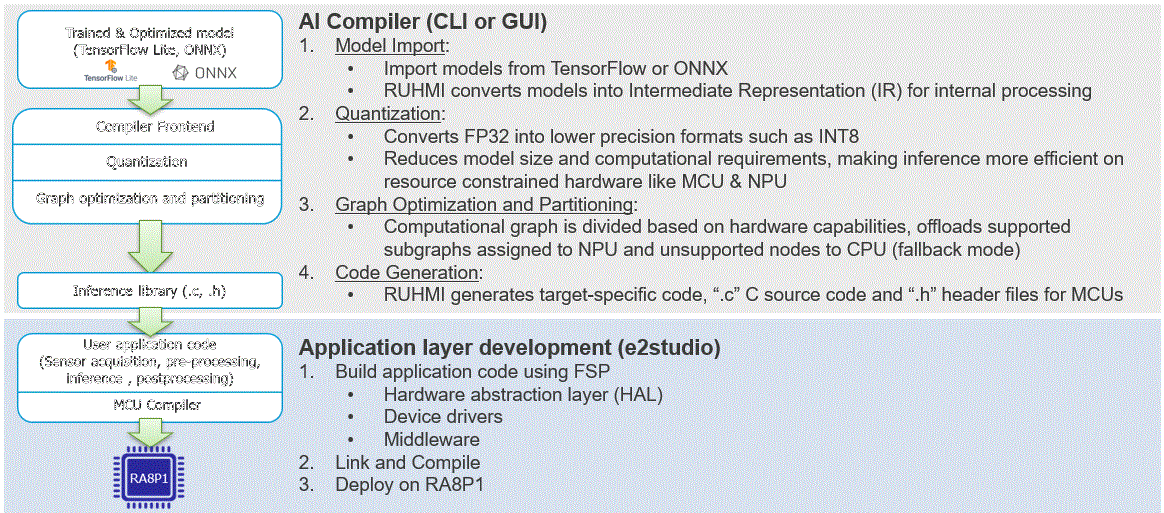 Trained & Optimized model
(TensorFlow Lite, ONNX)
TensorFlow Lite
ONNX
Compiler Frontend
Quantization
Graph optimization and partitioning
Inference library (.c, .h)
User application code
(Sansor acquisition, pre-processing,
inference , postprocessing)
MCU Compiler
RA8P1
AI Compiler (CLI or GUI)
1. Model Import:
• Import models from TensorFlow or ONNX
• RUHMI converts models into Intermediate Representation (IR) for internal processing
2. Quantization:
• Converts FP32 into lower precision formats such as INT8
• Reduces model size and computational requirements, making inference more efficient on
resource constrained hardware like MCU & NPU
3. Graph Optimization and Partitioning:
• Computational graph is divided based on hardware capabilities, offloads supported
subgraphs assigned to NPU and unsupported nodes to CPU (fallback mode)
4. Code Generation:
• RUHMI generates target-specific code, “.c” C source code and “.h” header files for MCUs
Application layer development (e2studio)
1. Build application code using FSP
• Hardware abstraction layer (HAL)
• Device drivers
• Middleware
2. Link and Compile
3. Deploy on RA8P1